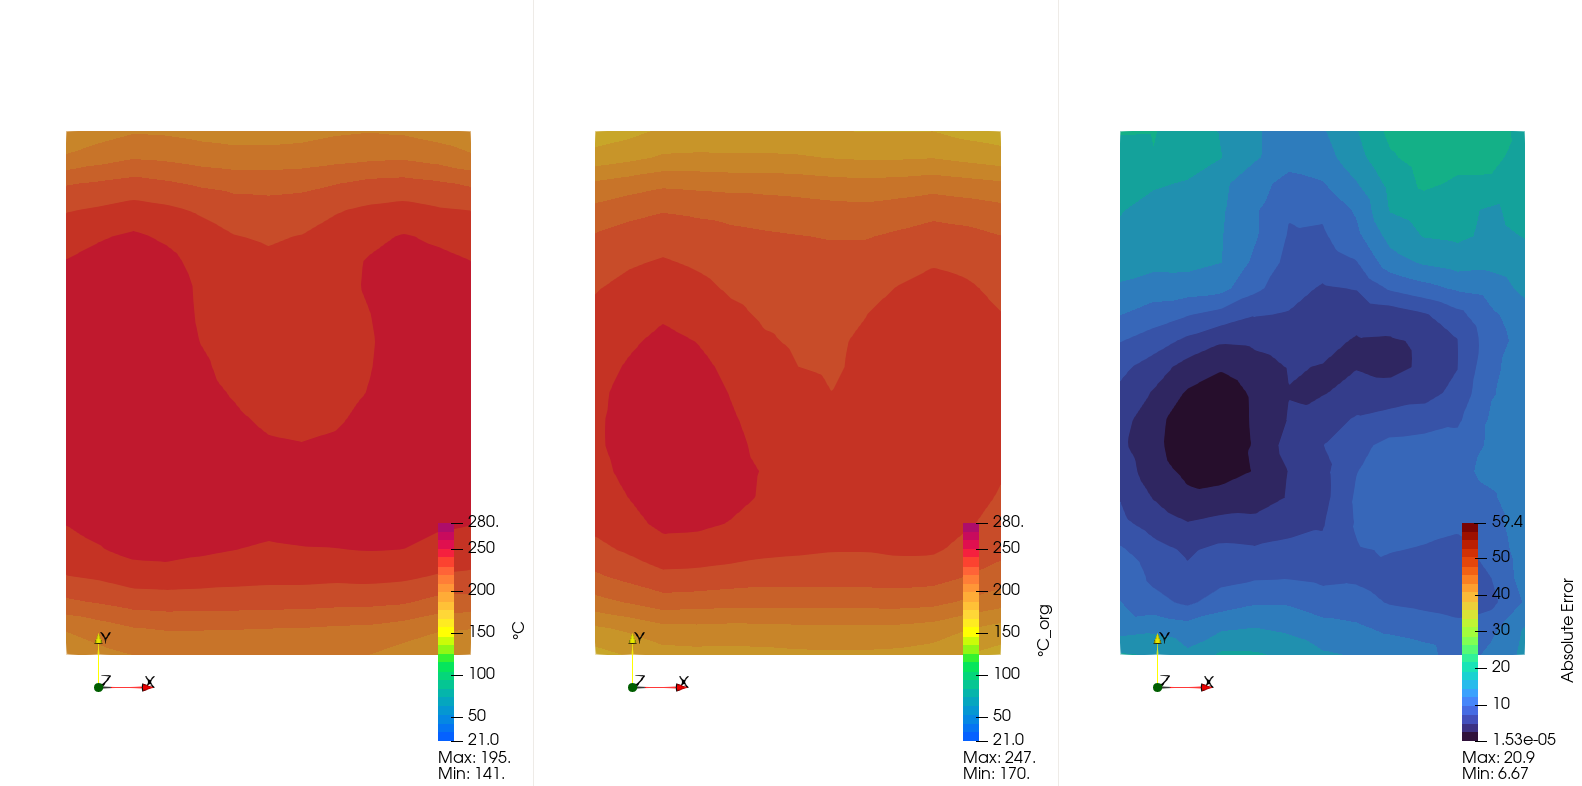 280.
250
200
150
100
50
21.0
°C
Max: 195.
Min: 141.
Y
Z
X
280.
250
200
150
100
50
21.0
°C_org
Max: 247.
Min: 170.
Y
Z
X
59.4
50
40
30
20
10
1.53e-05
Absolute Error
Max: 20.9
Min: 6.67
Y
Z
X